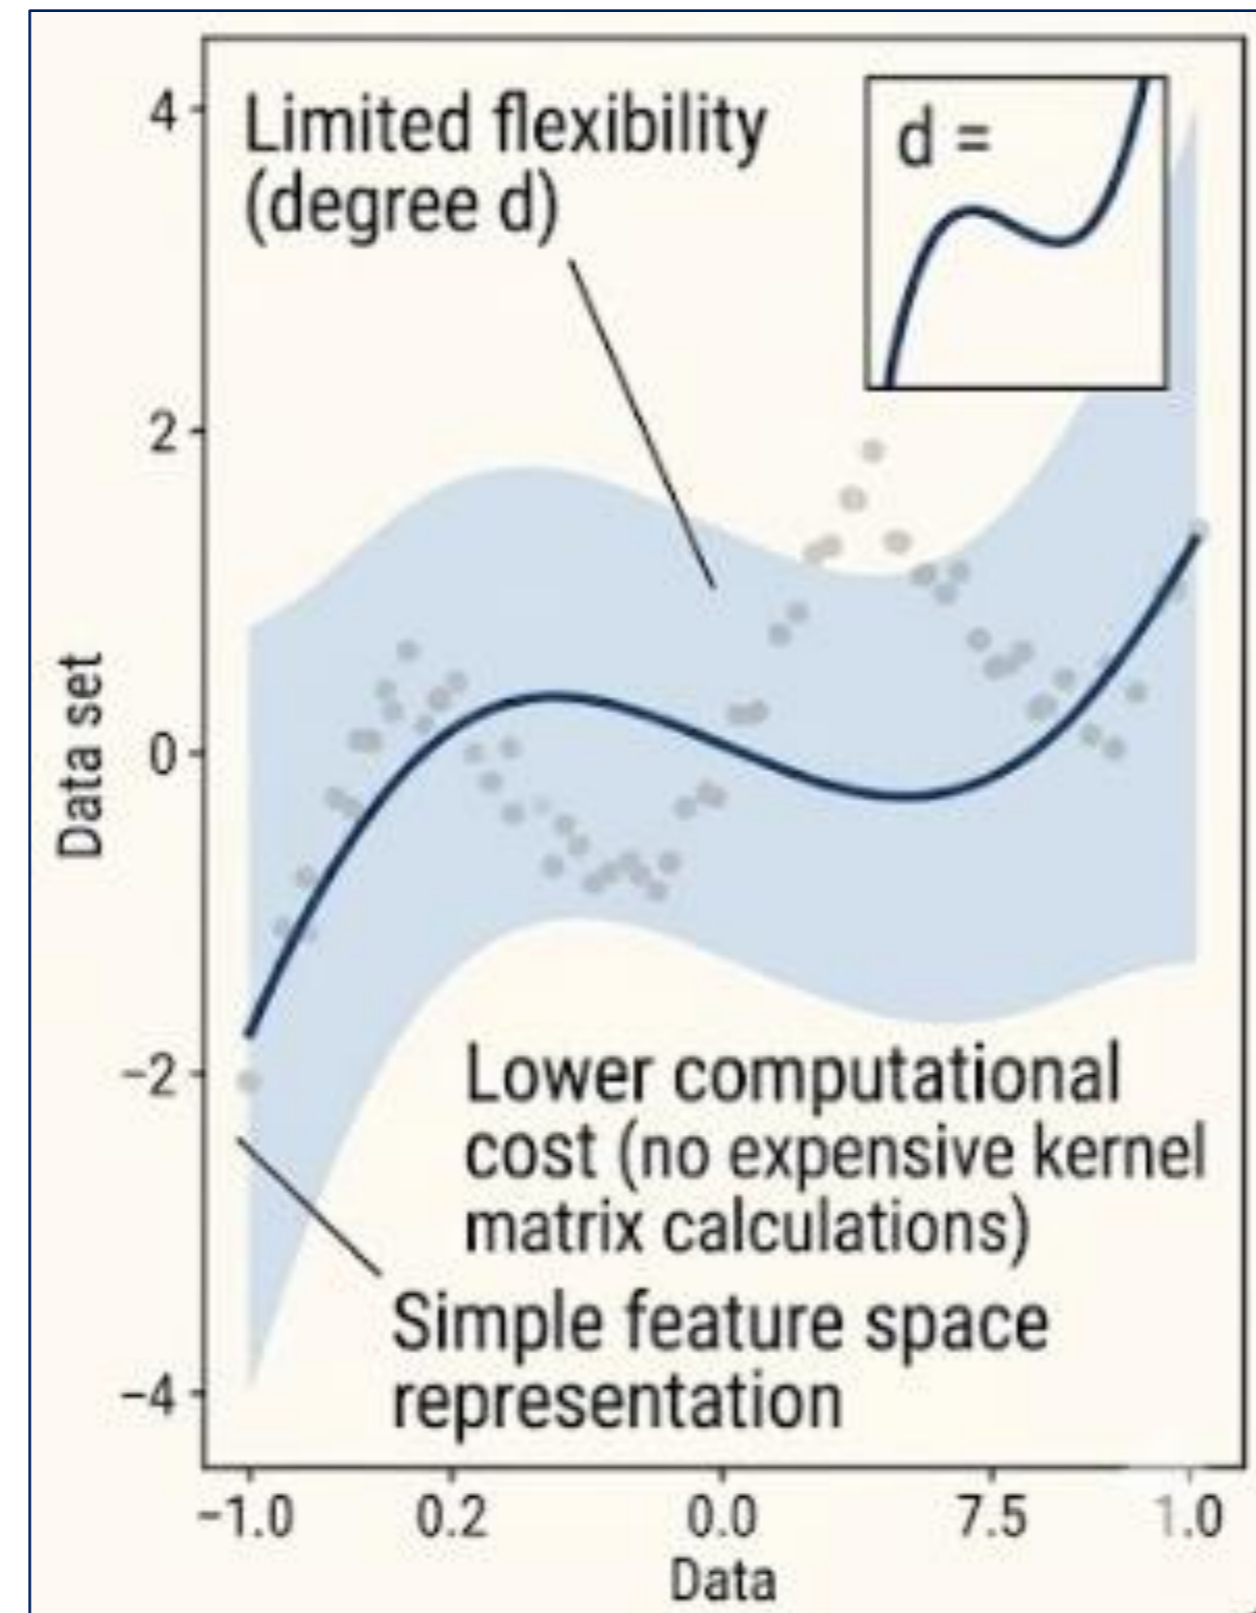 4
Limited flexibility
(degree d)
d =
2
0
Data set
−2
Lower computational
cost (no expensive kernel
matrix calculations)
Simple feature space
representation
−4
−1.0 0.2 0.0 7.5 1.0
Data